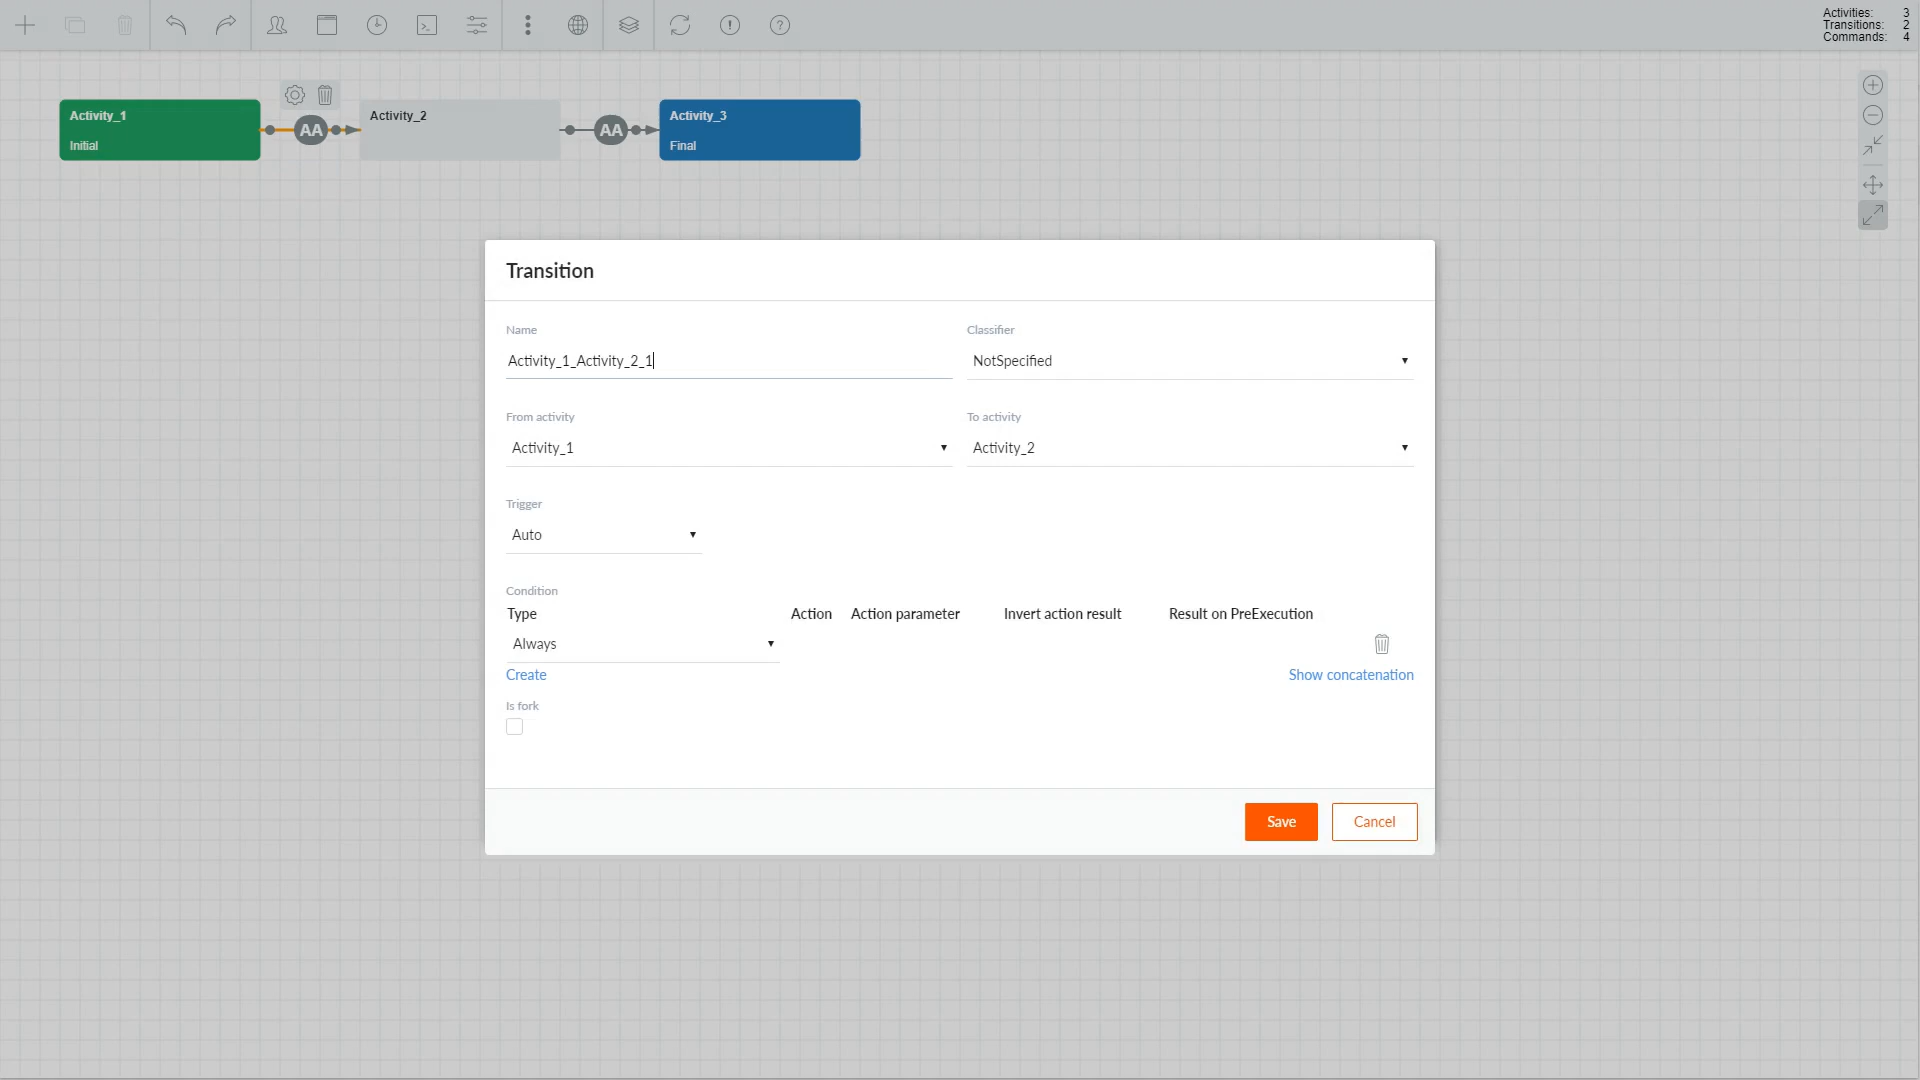 Activities: 3
Transitions: 2
Commands: 4
Activity_1
Initial
AA
Activity_2
AA
Activity_3
Final
Transition
Name
Classifier
Activity_1_Activity_2_1
NotSpecified
From activity
To activity
Activity_1
Activity_2
Trigger
Auto
Condition
Type Action Action parameter Invert action result Result on PreExecution
Always
Create
Show concatenation
Is fork
Save
Cancel